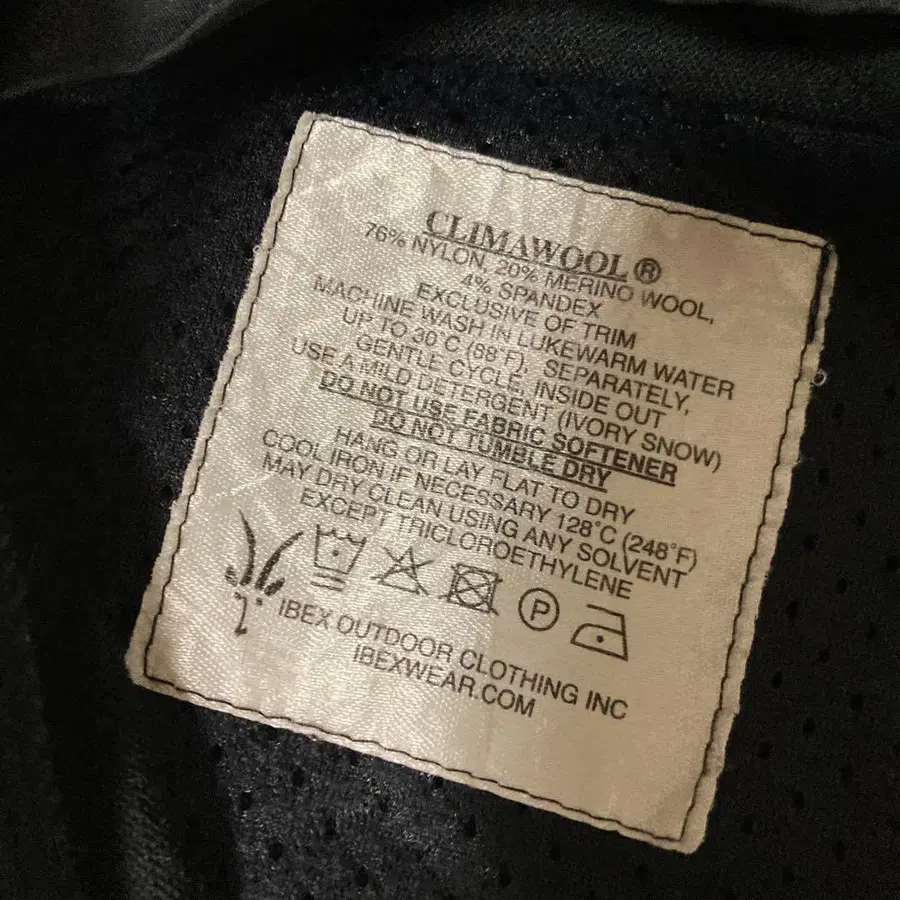 CLIMAWOOL®
76% NYLON, 20% MERINO WOOL,
4% SPANDEX
EXCLUSIVE OF TRIM
MACHINE WASH IN LUKEWARM WATER
UP TO 30°C (88°F), SEPARATELY,
GENTLE CYCLE, INSIDE OUT
USE A MILD DETERGENT (IVORY SNOW)
DO NOT USE FABRIC SOFTENER
DO NOT TUMBLE DRY
HANG OR LAY FLAT TO DRY
COOL IRON IF NECESSARY 128°C (248°F)
MAY DRY CLEAN USING ANY SOLVENT
EXCEPT TRICLOROETHYLENE
P
IBEX OUTDOOR CLOTHING INC
IBEXWEAR.COM